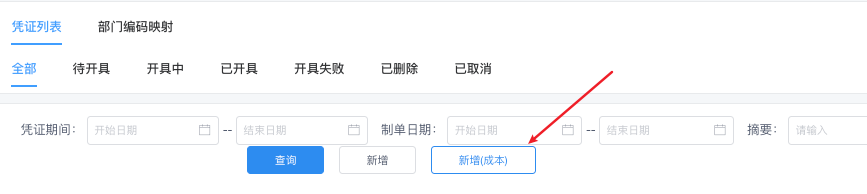 凭证列表 部门编码映射
全部 待开具 开具中 已开具 开具失败 已删除 已取消
凭证期间： 开始日期 -- 结束日期 制单日期： 开始日期 -- 结束日期 摘要： 请输入
查询 新增 新增(成本)